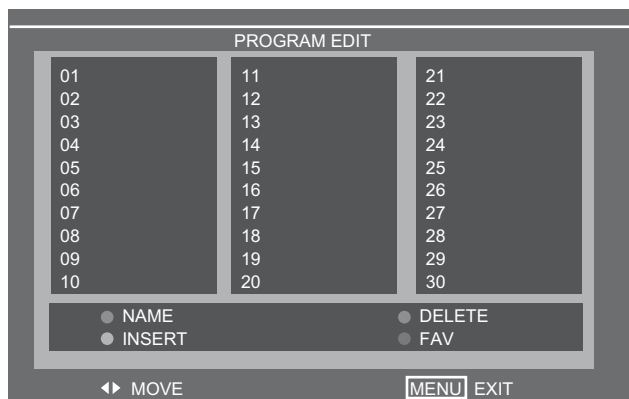 PROGRAM EDIT
01 11 21
02 12 22
03 13 23
04 14 24
05 15 25
06 16 26
07 17 27
08 18 28
09 19 29
10 20 30
NAME DELETE
INSERT FAV
MOVE MENU EXIT